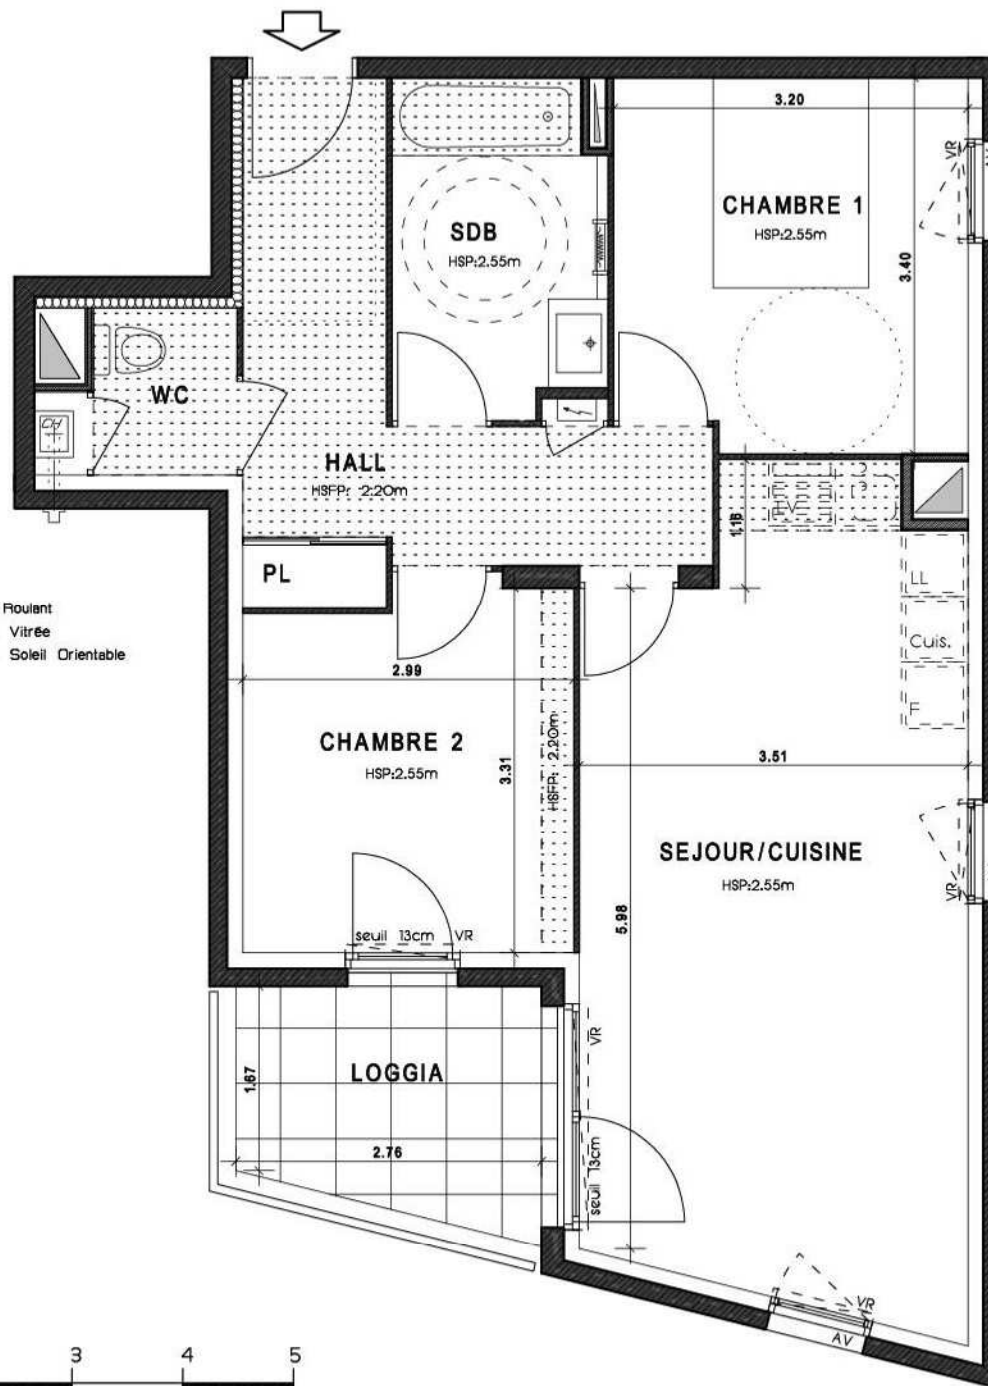 3.20
VR
CHAMBRE 1
HSP:2.55m
SDB
HSP:2.55m
3.40
WC
CH
HALL
HSFP: 2.20m
TV
1.16
PL
LL
Roulant
Vitrée
Soleil Orientable
Cuis.
2.99
F
CHAMBRE 2
HSP:2.55m
3.31
HSFP: 2.20m
3.51
SEJOUR/CUISINE
HSP:2.55m
VR
5.98
seuil 13cm VR
VR
LOGGIA
1.67
2.76
seuil 13cm
VR
AV
3 4 5